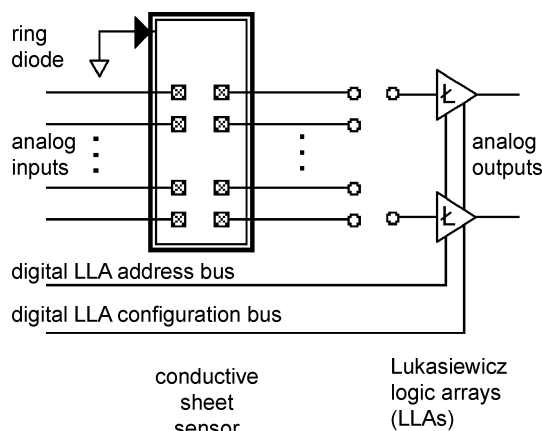 ring
diode
analog
inputs
analog
outputs
Ł
Ł
digital LLA address bus
digital LLA configuration bus
conductive
sheet
sensor
Lukasiewicz
logic arrays
(LLAs)